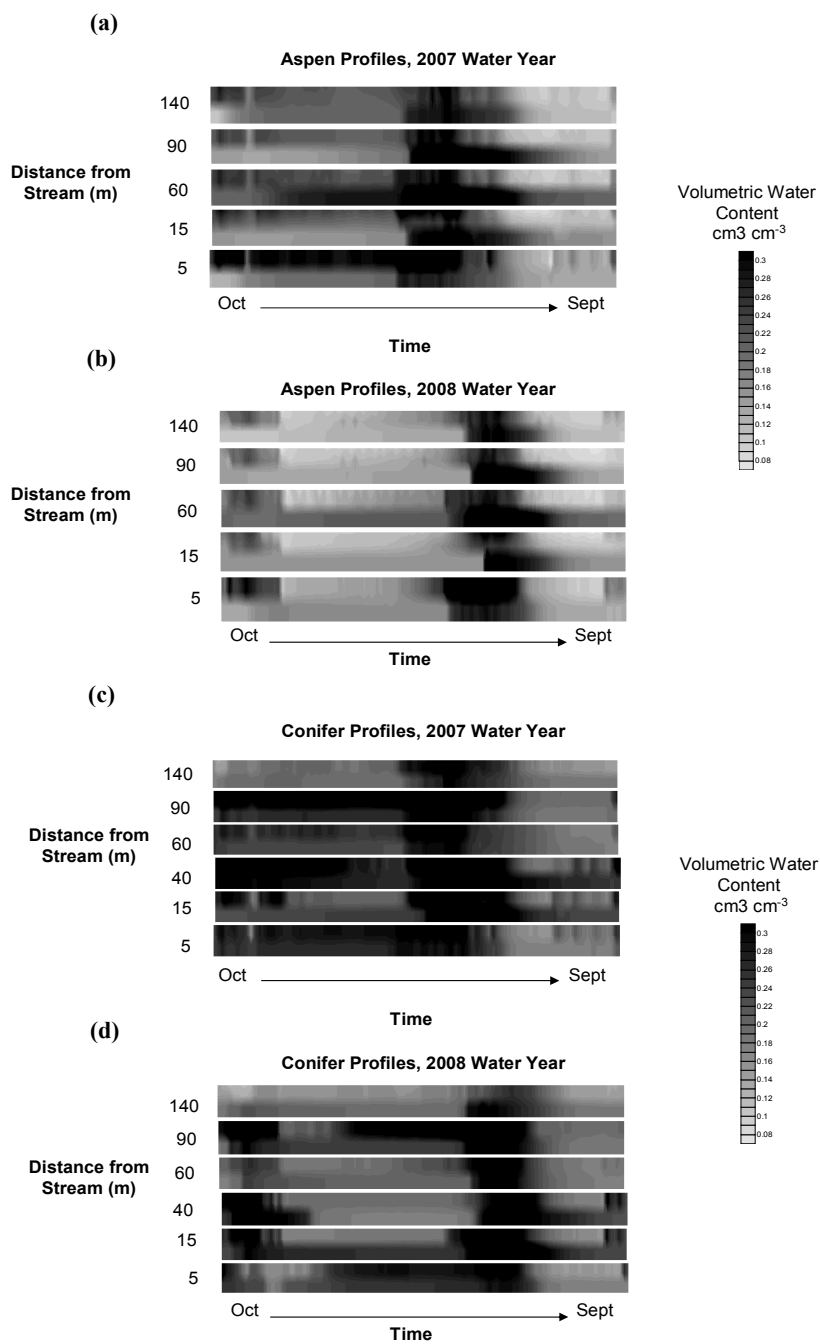 (a)
Aspen Profiles, 2007 Water Year
140
90
Distance from
Stream (m)
60
15
5
Oct
Sept
Time
Volumetric Water
Content
cm3 cm-3
0.3
0.28
0.26
0.24
0.22
0.2
0.18
0.16
0.14
0.12
0.1
0.08
(b)
Aspen Profiles, 2008 Water Year
140
90
Distance from
Stream (m)
60
15
5
Oct
Sept
Time
(c)
Conifer Profiles, 2007 Water Year
140
90
Distance from
Stream (m)
60
40
15
5
Oct
Sept
Time
Volumetric Water
Content
cm3 cm-3
0.3
0.28
0.26
0.24
0.22
0.2
0.18
0.16
0.14
0.12
0.1
0.08
(d)
Conifer Profiles, 2008 Water Year
140
90
Distance from
Stream (m)
60
40
15
5
Oct
Sept
Time